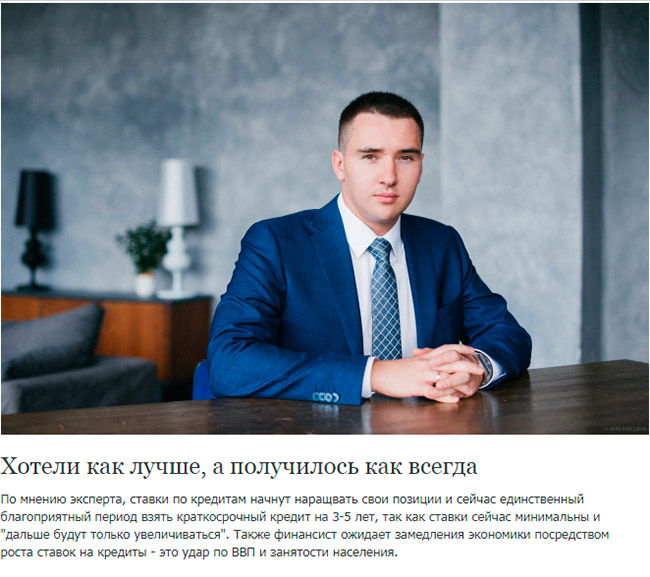 Хотели как лучше, а получилось как всегда
По мнению эксперта, ставки по кредитам начнут наращвать свои позиции и сейчас единственный
благоприятный период взять краткосрочный кредит на 3-5 лет, так как ставки сейчас минимальны и
"дальше будут только увеличиваться". Также финансист ожидает замедления экономики посредством
роста ставок на кредиты - это удар по ВВП и занятости населения.